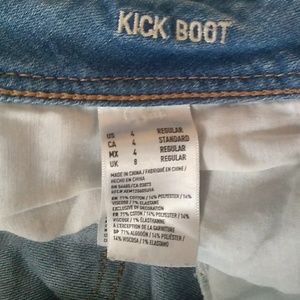 KICK BOOT
US 4 REGULAR
CA 4 STANDARD
MX 4 REGULAR
UK 8 REGULAR
MADE IN CHINA / FABRIQUÉ EN CHINE
HECHO EN CHINA
EN 71% COTTON / 14% POLYESTER / 14%
VISCOSE / 1% ELASTANE
EXCLUSIVE OF DECORATION
FR 71% COTON / 14% POLYESTER / 14%
VISCOSE / 1% ÉLASTHANNE
À L'EXCEPTION DE LA GARNITURE
SP 71% ALGODÓN / 14% POLIÉSTER /
14% VISCOSA / 1% ELASTANO